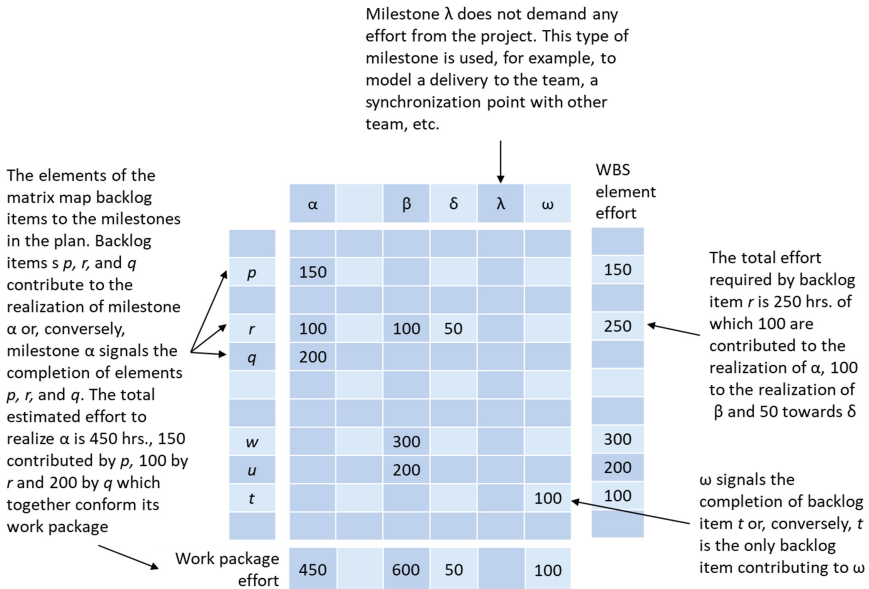 Milestone λ does not demand any
effort from the project. This type of
milestone is used, for example, to
model a delivery to the team, a
synchronization point with other
team, etc.
The elements of the
matrix map backlog
items to the milestones
in the plan. Backlog
items s p, r, and q
contribute to the
realization of milestone
α or, conversely,
milestone α signals the
completion of elements
p, r, and q. The total
estimated effort to
realize α is 450 hrs., 150
contributed by p, 100 by
r and 200 by q which
together conform its
work package
WBS
element
effort
α β δ λ ω
p 150 150
r 100 100 50 250
q 200
w 300 300
u 200 200
t 100 100
Work package
effort
450 600 50 100
The total effort
required by backlog
item r is 250 hrs. of
which 100 are
contributed to the
realization of α, 100
to the realization of
β and 50 towards δ
ω signals the
completion of backlog
item t or, conversely, t
is the only backlog
item contributing to ω